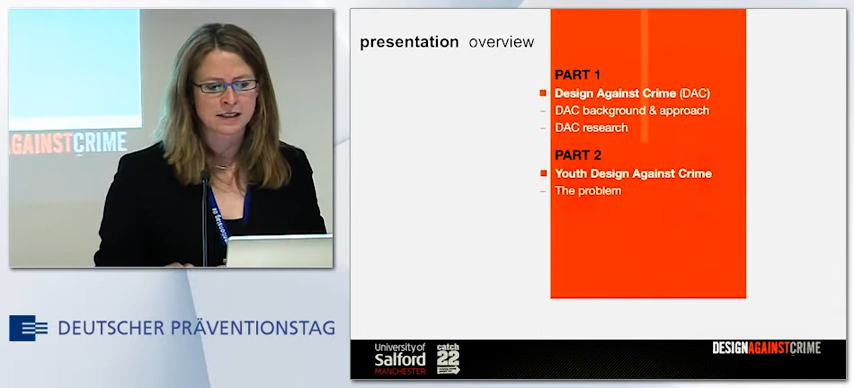 AGAINSTCRIME
DEUTSCHER PRÄVENTIONSTAG
presentation overview
PART 1
Design Against Crime (DAC)
DAC background & approach
DAC research
PART 2
Youth Design Against Crime
The problem
University of
Salford
MANCHESTER
catch
22
DESIGNAGAINSTCRIME